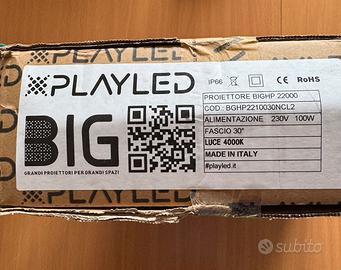 PLAYLED
BIG
GRANDI PROIETTORI PER GRANDI SPAZI
IP66 CE RoHS
PROIETTORE BIGHP 22000
COD.: BGHP2210030NCL2
ALIMENTAZIONE 230V 100W
FASCIO 30°
LUCE 4000K
MADE IN ITALY
#playled.it
subito